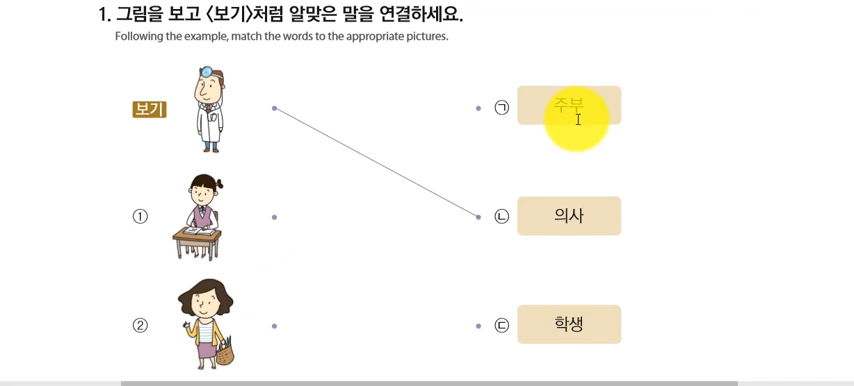 1. 그림을 보고 <보기>처럼 알맞은 말을 연결하세요.
Following the example, match the words to the appropriate pictures.
보기
㉠ 주부
①
㉡ 의사
②
㉢ 학생